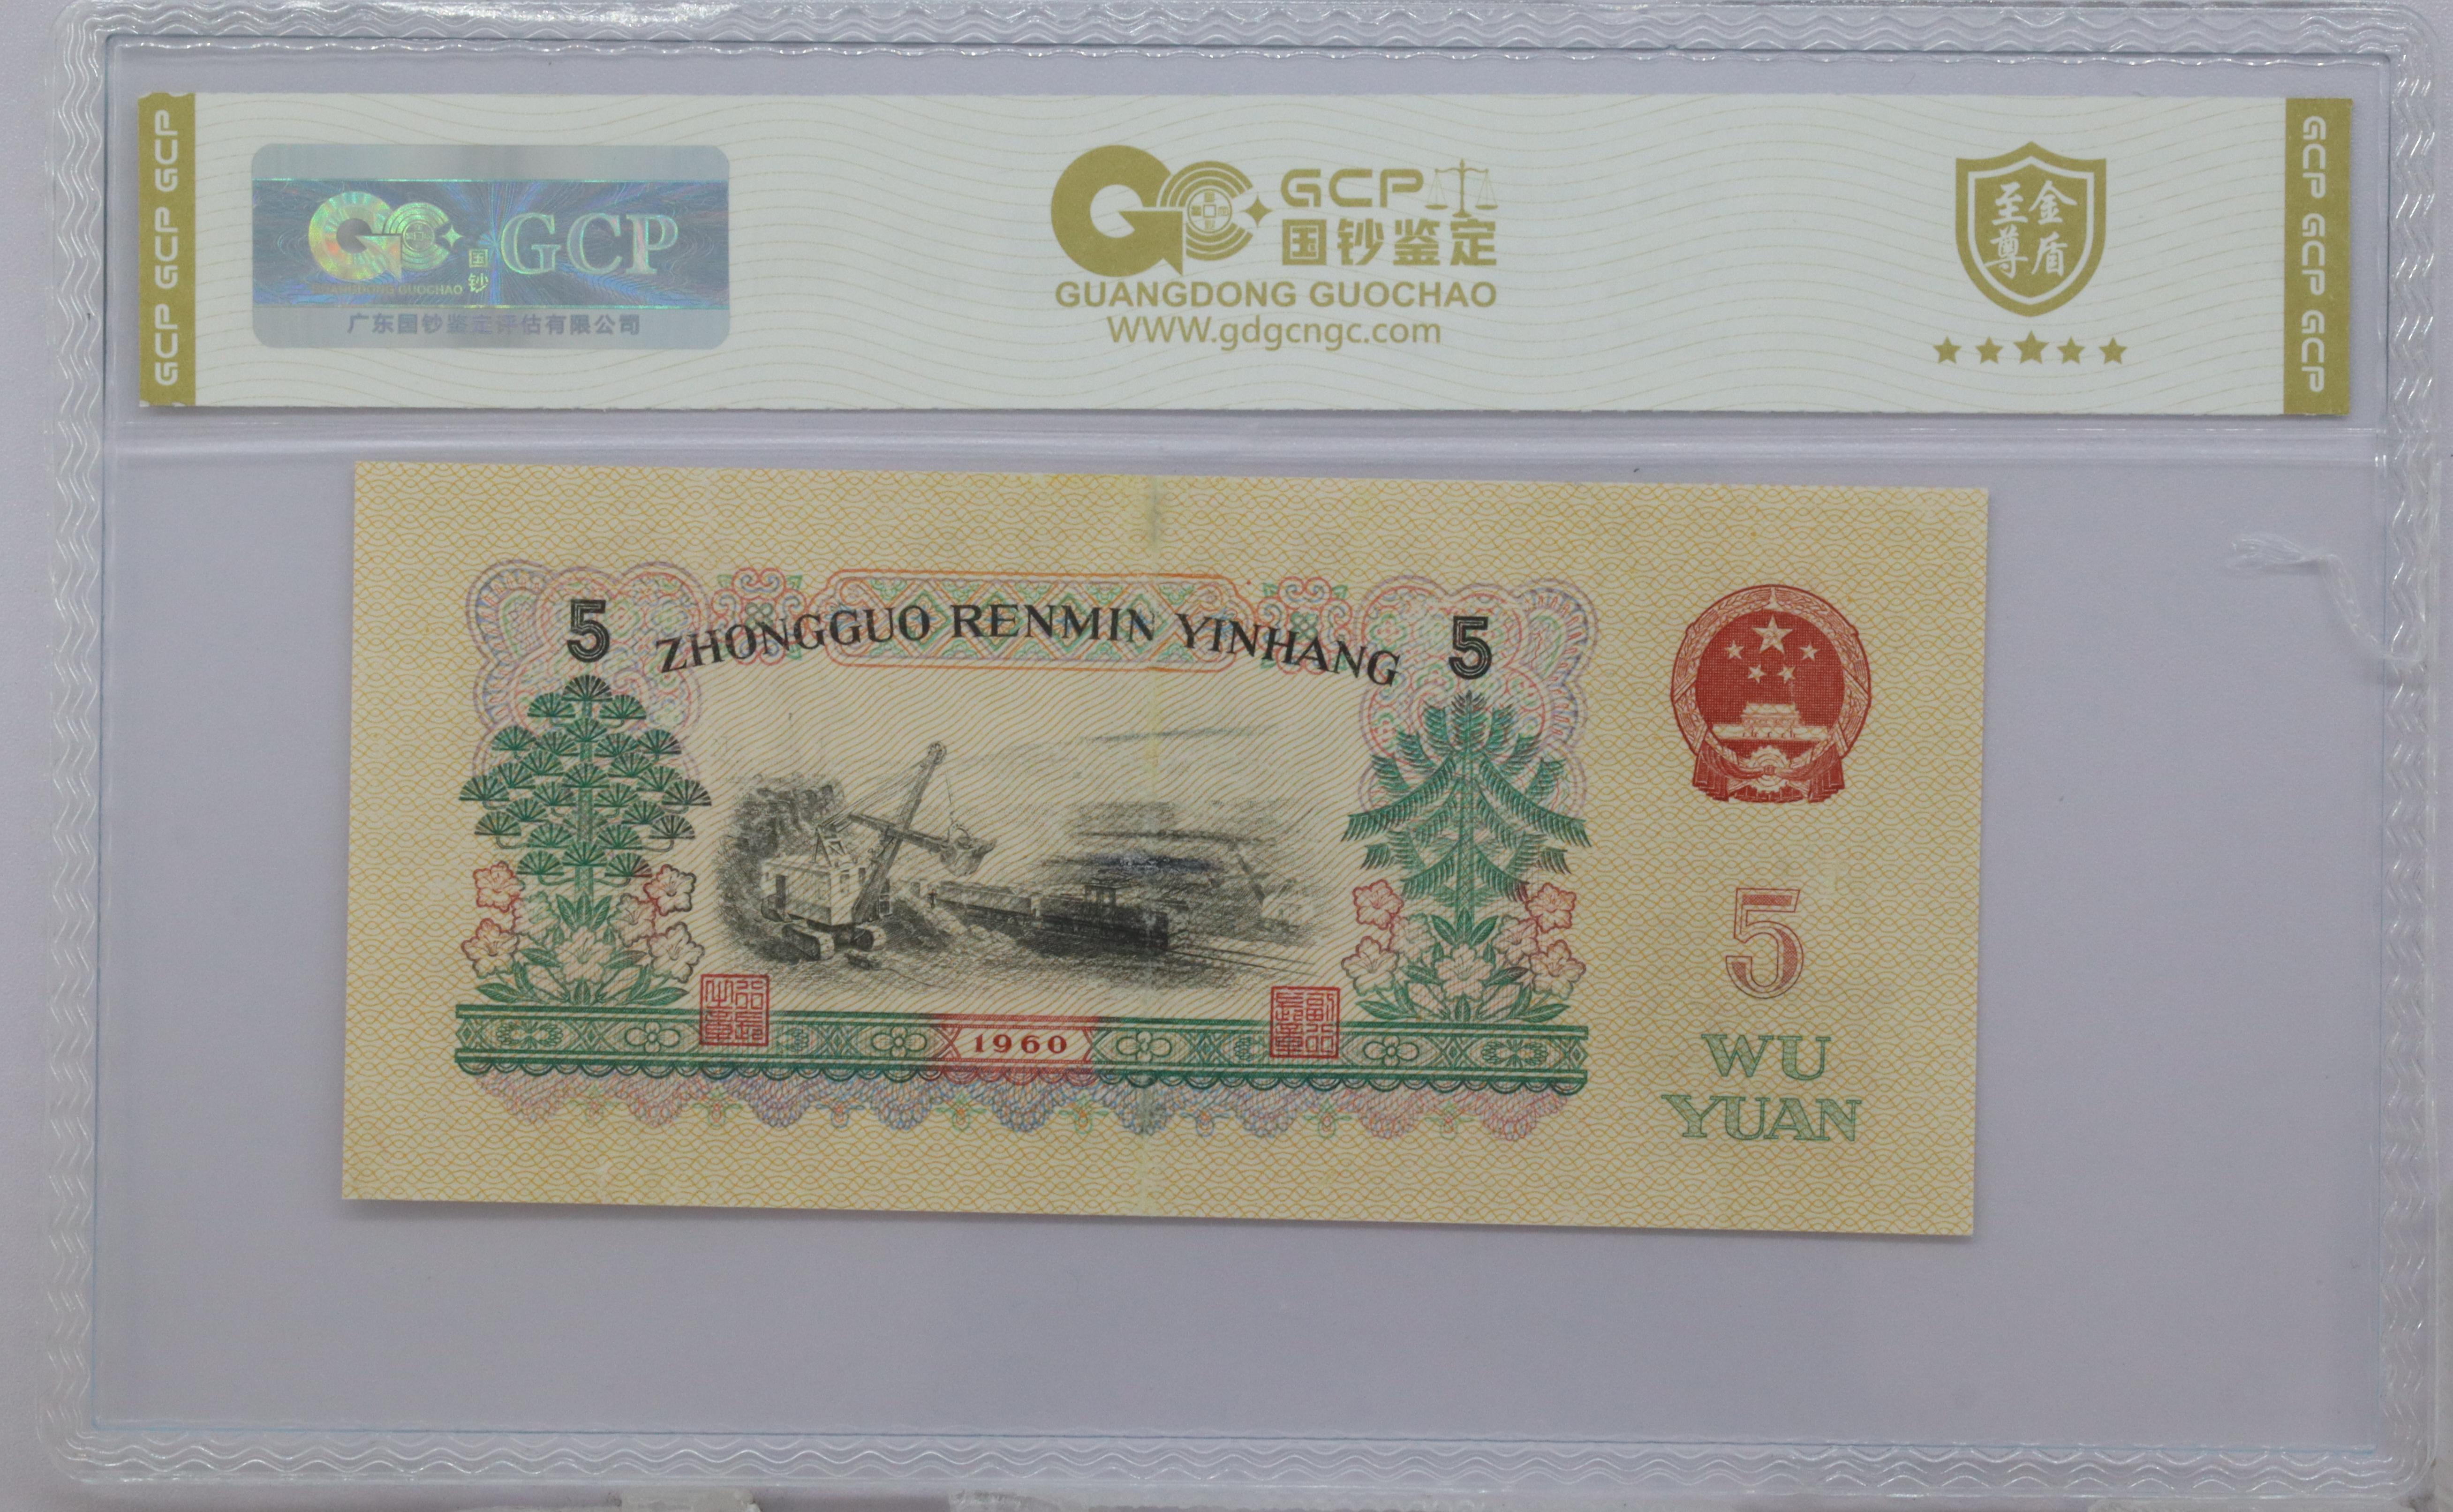 GCP GCP GCP
GCP
国
钞
GUANGDONG GUOCHAO
广东国钞鉴定评估有限公司
GCP
国钞鉴定
GUANGDONG GUOCHAO
WWW.gdgcngc.com
至金
尊盾
GCP GCP GCP
5
ZHONGGUO RENMIN YINHANG
5
1960
5
WU
YUAN